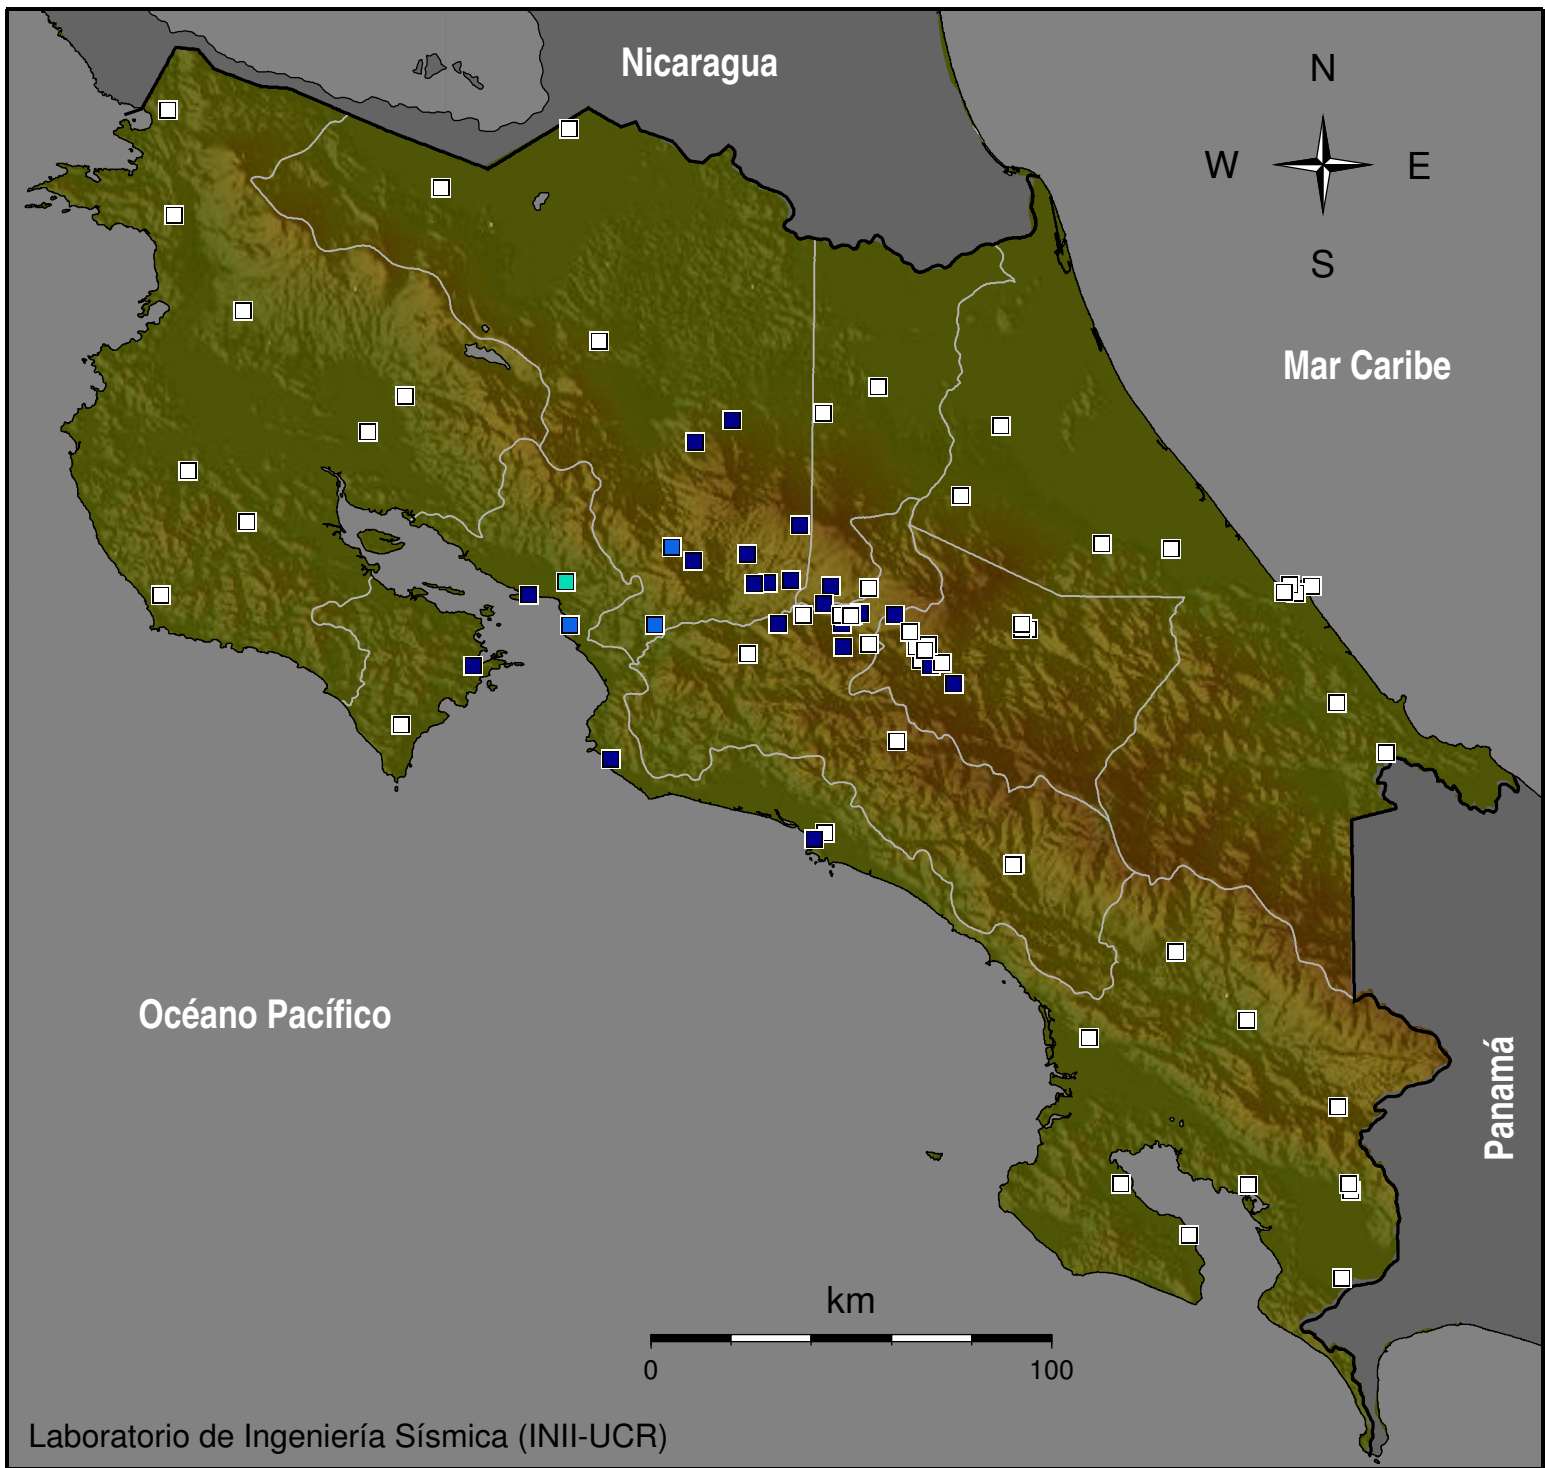 Nicaragua
N
W
E
S
Mar Caribe
Océano Pacífico
Panamá
km
0
100
Laboratorio de Ingeniería Sísmica (INII-UCR)